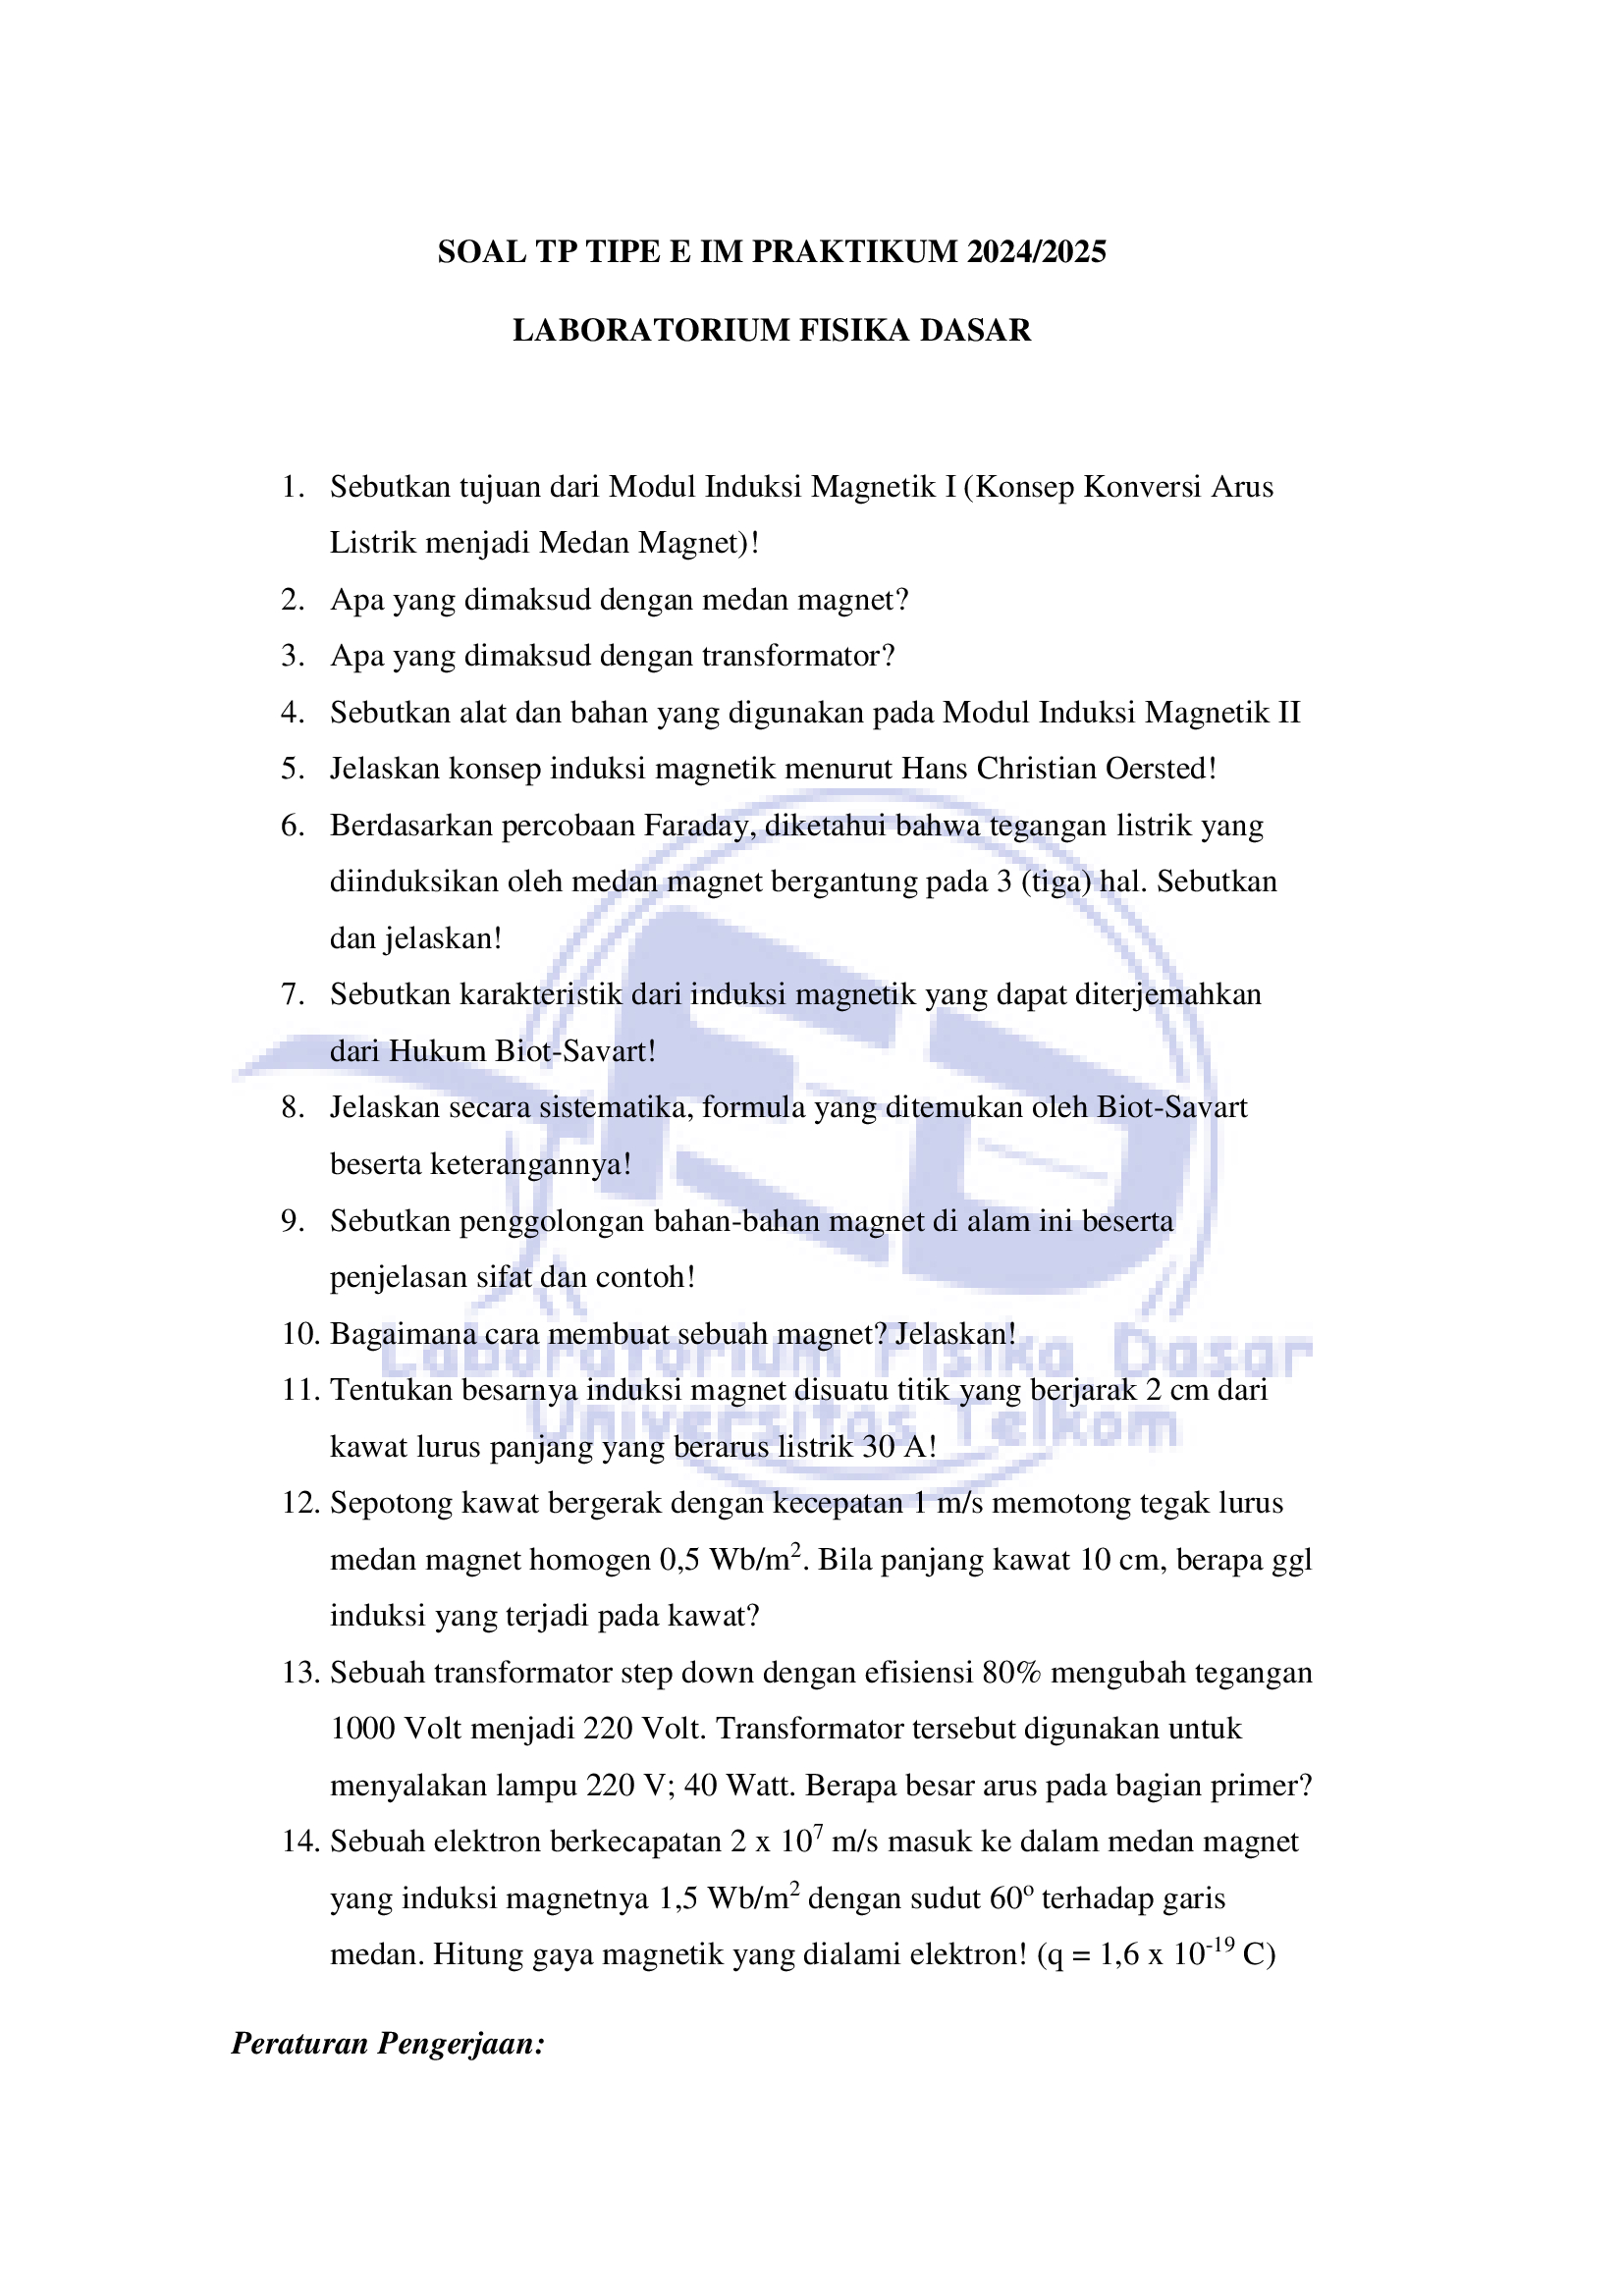 SOAL TP TIPE E IM PRAKTIKUM 2024/2025
LABORATORIUM FISIKA DASAR
1. Sebutkan tujuan dari Modul Induksi Magnetik I (Konsep Konversi Arus
Listrik menjadi Medan Magnet)!
2. Apa yang dimaksud dengan medan magnet?
3. Apa yang dimaksud dengan transformator?
4. Sebutkan alat dan bahan yang digunakan pada Modul Induksi Magnetik II
5. Jelaskan konsep induksi magnetik menurut Hans Christian Oersted!
6. Berdasarkan percobaan Faraday, diketahui bahwa tegangan listrik yang
diinduksikan oleh medan magnet bergantung pada 3 (tiga) hal. Sebutkan
dan jelaskan!
7. Sebutkan karakteristik dari induksi magnetik yang dapat diterjemahkan
dari Hukum Biot-Savart!
8. Jelaskan secara sistematika, formula yang ditemukan oleh Biot-Savart
beserta keterangannya!
9. Sebutkan penggolongan bahan-bahan magnet di alam ini beserta
penjelasan sifat dan contoh!
10. Bagaimana cara membuat sebuah magnet? Jelaskan!
Laboratorium Fisika Dasar
11. Tentukan besarnya induksi magnet disuatu titik yang berjarak 2 cm dari
Universitas Telkom
kawat lurus panjang yang berarus listrik 30 A!
12. Sepotong kawat bergerak dengan kecepatan 1 m/s memotong tegak lurus
medan magnet homogen 0,5 Wb/m². Bila panjang kawat 10 cm, berapa ggl
induksi yang terjadi pada kawat?
13. Sebuah transformator step down dengan efisiensi 80% mengubah tegangan
1000 Volt menjadi 220 Volt. Transformator tersebut digunakan untuk
menyalakan lampu 220 V; 40 Watt. Berapa besar arus pada bagian primer?
14. Sebuah elektron berkecapatan 2 x 10⁷ m/s masuk ke dalam medan magnet
yang induksi magnetnya 1,5 Wb/m² dengan sudut 60º terhadap garis
medan. Hitung gaya magnetik yang dialami elektron! (q = 1,6 x 10⁻¹⁹ C)
Peraturan Pengerjaan: